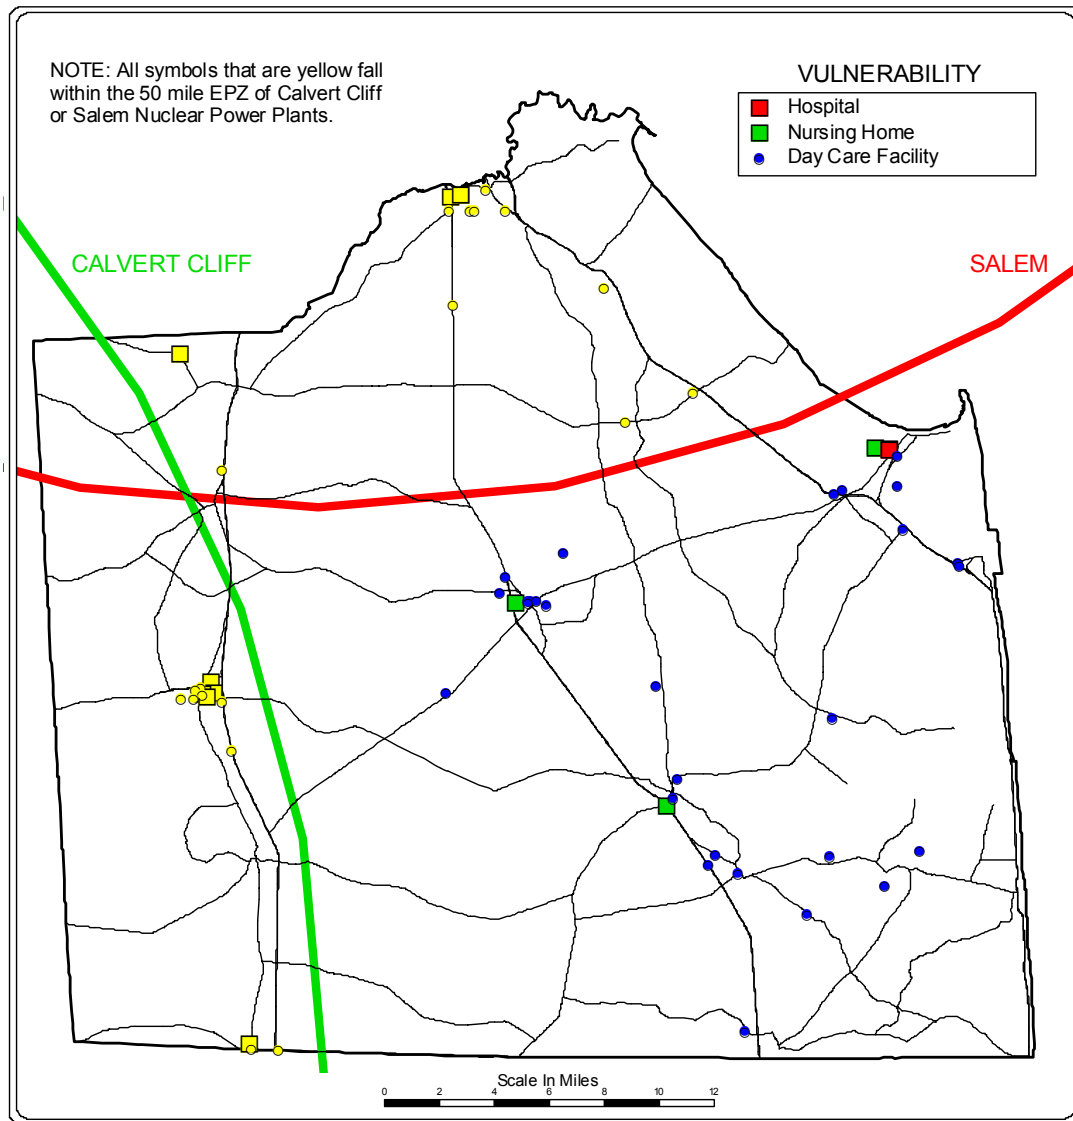 NOTE: All symbols that are yellow fall
within the 50 mile EPZ of Calvert Cliff
or Salem Nuclear Power Plants.
VULNERABILITY
Hospital
Nursing Home
Day Care Facility
CALVERT CLIFF
SALEM
Scale In Miles
0 2 4 6 8 10 12